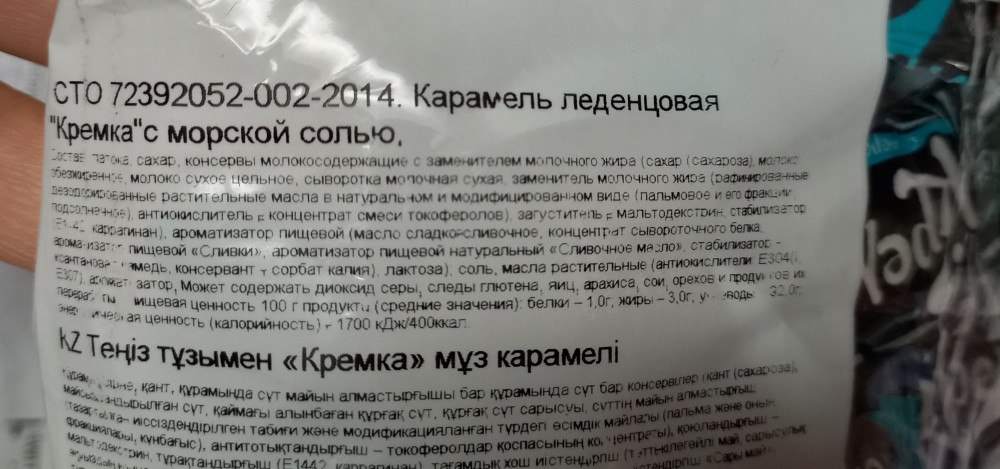 СТО 72392052-002-2014. Карамель леденцовая
"Кремка"с морской солью,
патока, сахар, консервы молокосодержащие с заменителем молочного жира (сахар (сахароза), молоко
обезжиренное, молоко сухое цельное, сыворотка молочная сухая, заменитель молочного жира (рафинированные
дезодорированные растительные масла в натуральном и модифицированном виде (пальмовое и его фракции
подсолнечное), антиокислитель – концентрат смеси токоферолов), загуститель – мальтодекстрин, стабилизатор
(Е1442, каррагинан), ароматизатор пищевой (масло сладко-сливочное, концентрат сывороточного белка,
ароматизатор пищевой «Сливки», ароматизатор пищевой натуральный «Сливочное масло», стабилизатор -
камедь, консервант – сорбат калия), лактоза), соль, масла растительные (антиокислители: Е304(i,
Е307), Может содержать диоксид серы, следы глютена, яиц, арахиса, сои, орехов и продуктов их
пищевая ценность 100 г продукта (средние значения): белки – 1,0г, жиры – 3,0г,
ценность (калорийность) – 1700 кДж/400ккал.
KZ Теңіз тұзымен «Кремка» мұз карамелі
қант, құрамында сүт майын алмастырғышы бар құрамында сүт бар консервілер (қант (сахароза),
сүт, қаймағы алынбаған құрғақ сүт, құрғақ сүт сарысуы, сүттің майын алмастырғыш
иіссіздендірілген табиғи және модификацияланған түрдегі өсімдік майлары (пальма және оның
фракциялары, күнбағыс), антитотықтандырғыш – токоферолдар қоспасының қоюландырғыш –
тұрақтандырғыш (Е1442, каррагинан), тағамдық хош иістендіргіш